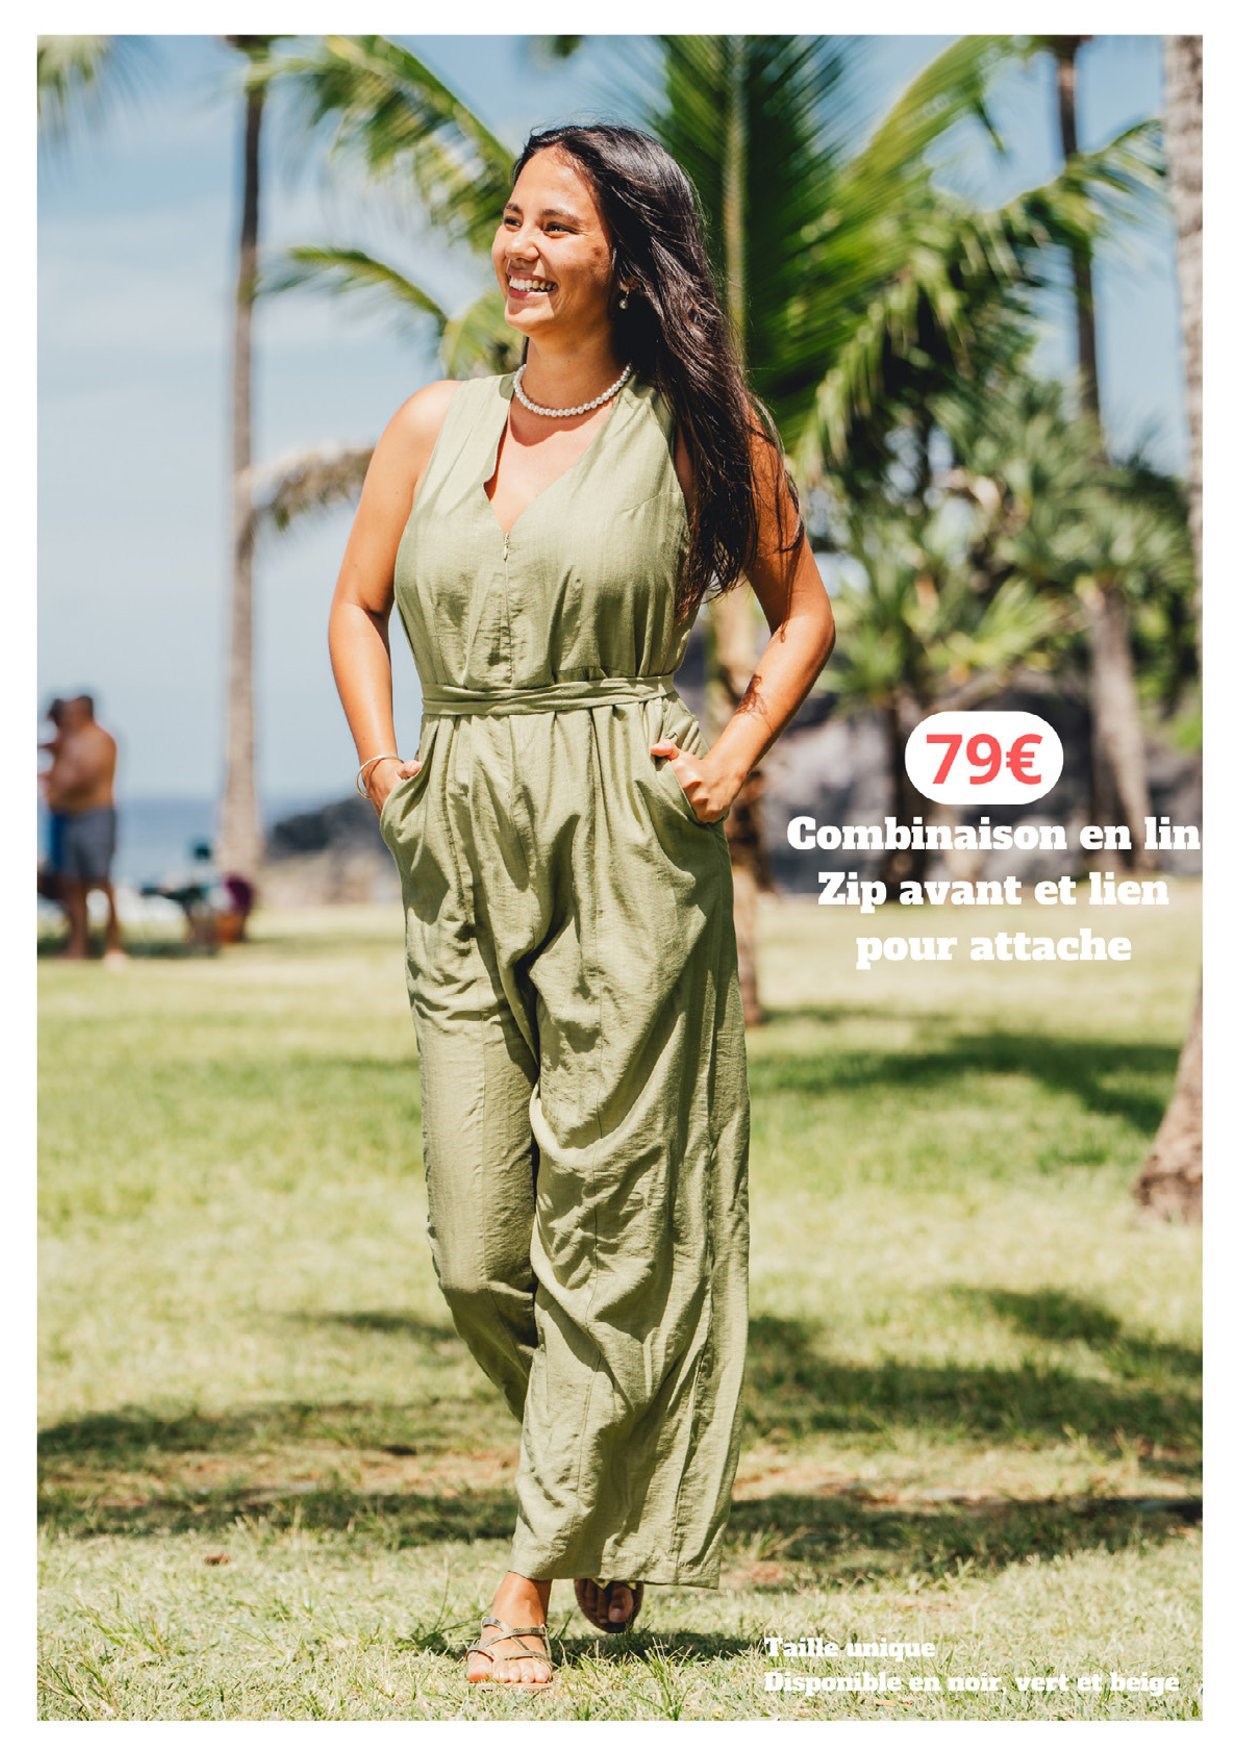 79€
Combinaison en lin
Zip avant et lien
pour attache
Taille unique
Disponible en noir, vert et beige